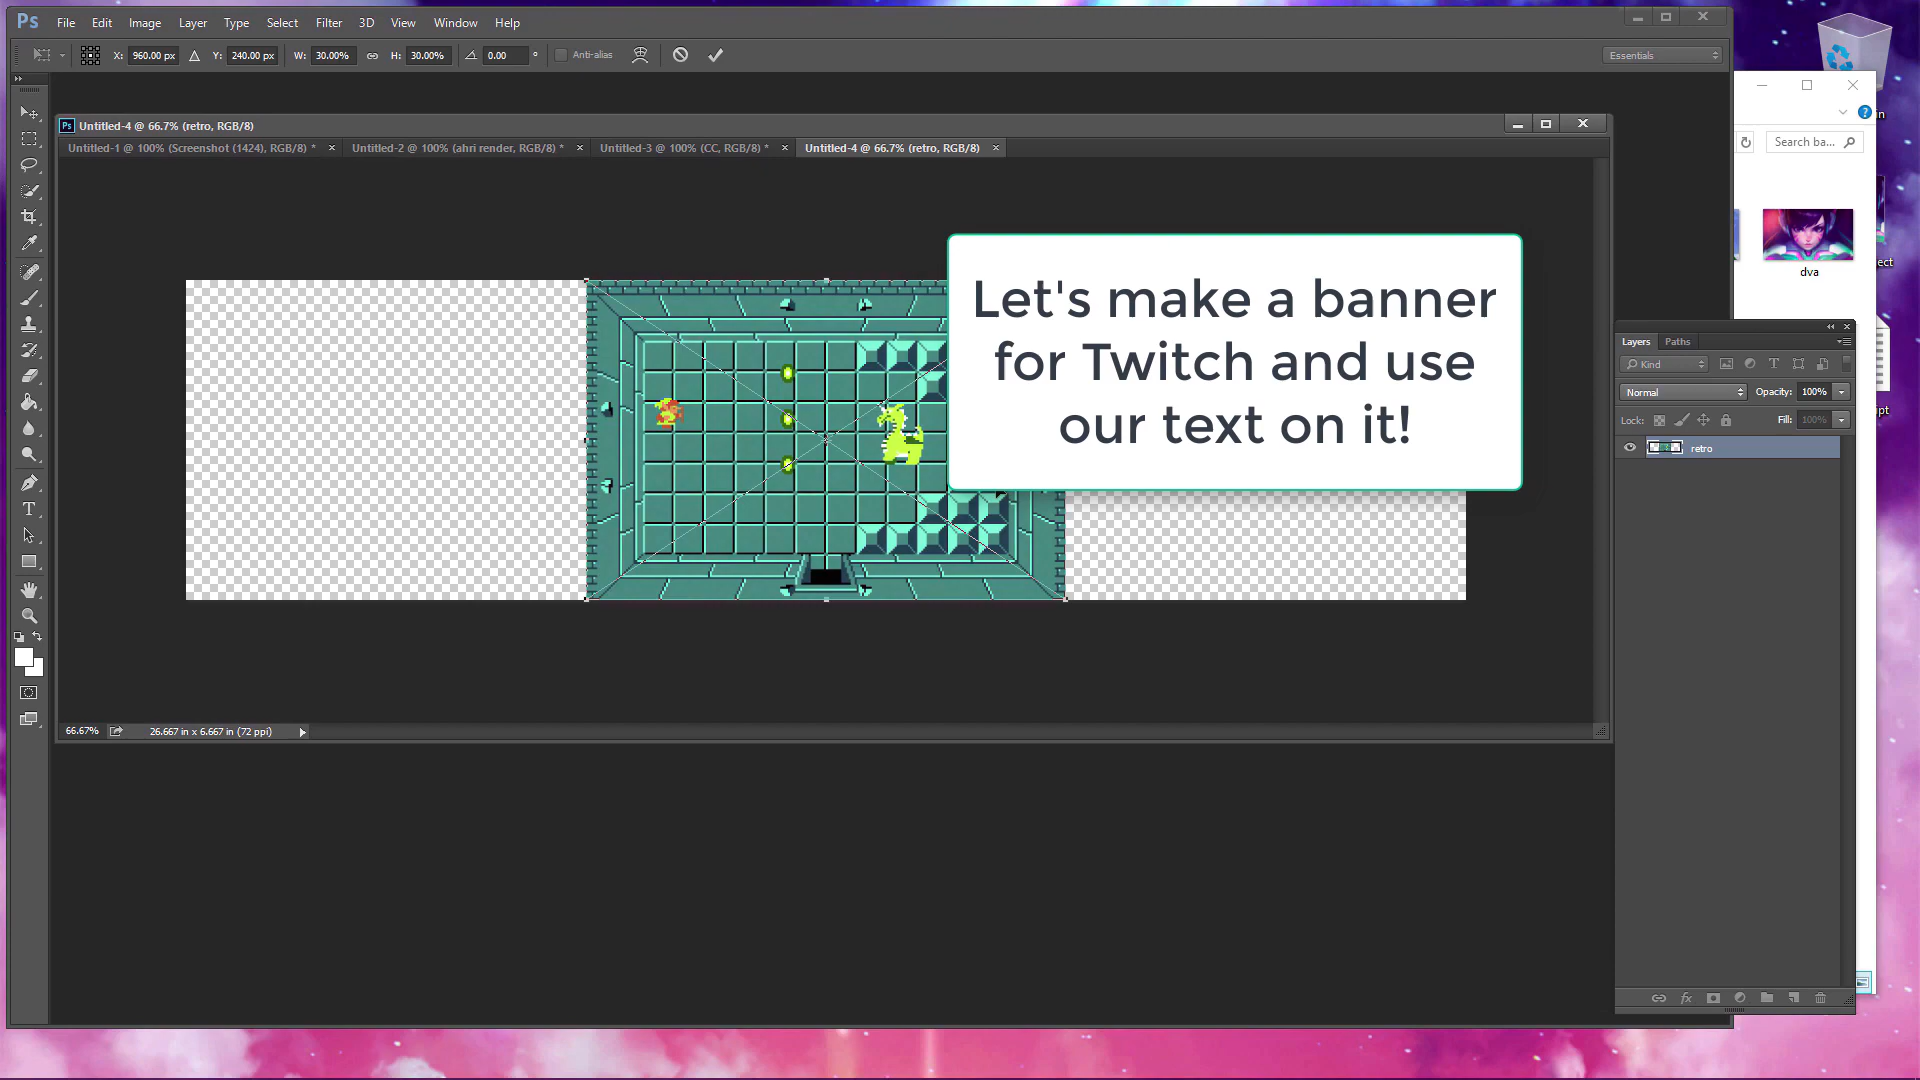 Ps File Edit Image Layer Type Select Filter 3D View Window Help
X: 960.00 px Y: 240.00 px W: 30.00% H: 30.00% 0.00 ° Anti-alias Essentials
Ps Untitled-4 @ 66.7% (retro, RGB/8)
Untitled-1 @ 100% (Screenshot (1424), RGB/8) * Untitled-2 @ 100% (ahri render, RGB/8) * Untitled-3 @ 100% (CC, RGB/8) * Untitled-4 @ 66.7% (retro, RGB/8)
Let's make a banner
for Twitch and use
our text on it!
66.67% 26.667 in x 6.667 in (72 ppi)
in
Search ba...
dva
ect
ipt
Layers Paths
Kind
Normal Opacity: 100%
Lock: Fill: 100%
retro
fx
T